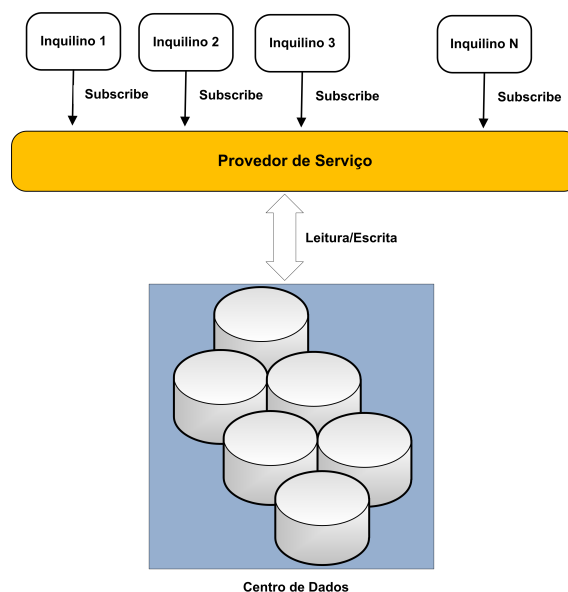 Inquilino 1
Inquilino 2
Inquilino 3
Inquilino N
Subscribe
Subscribe
Subscribe
Subscribe
Provedor de Serviço
Leitura/Escrita
Centro de Dados